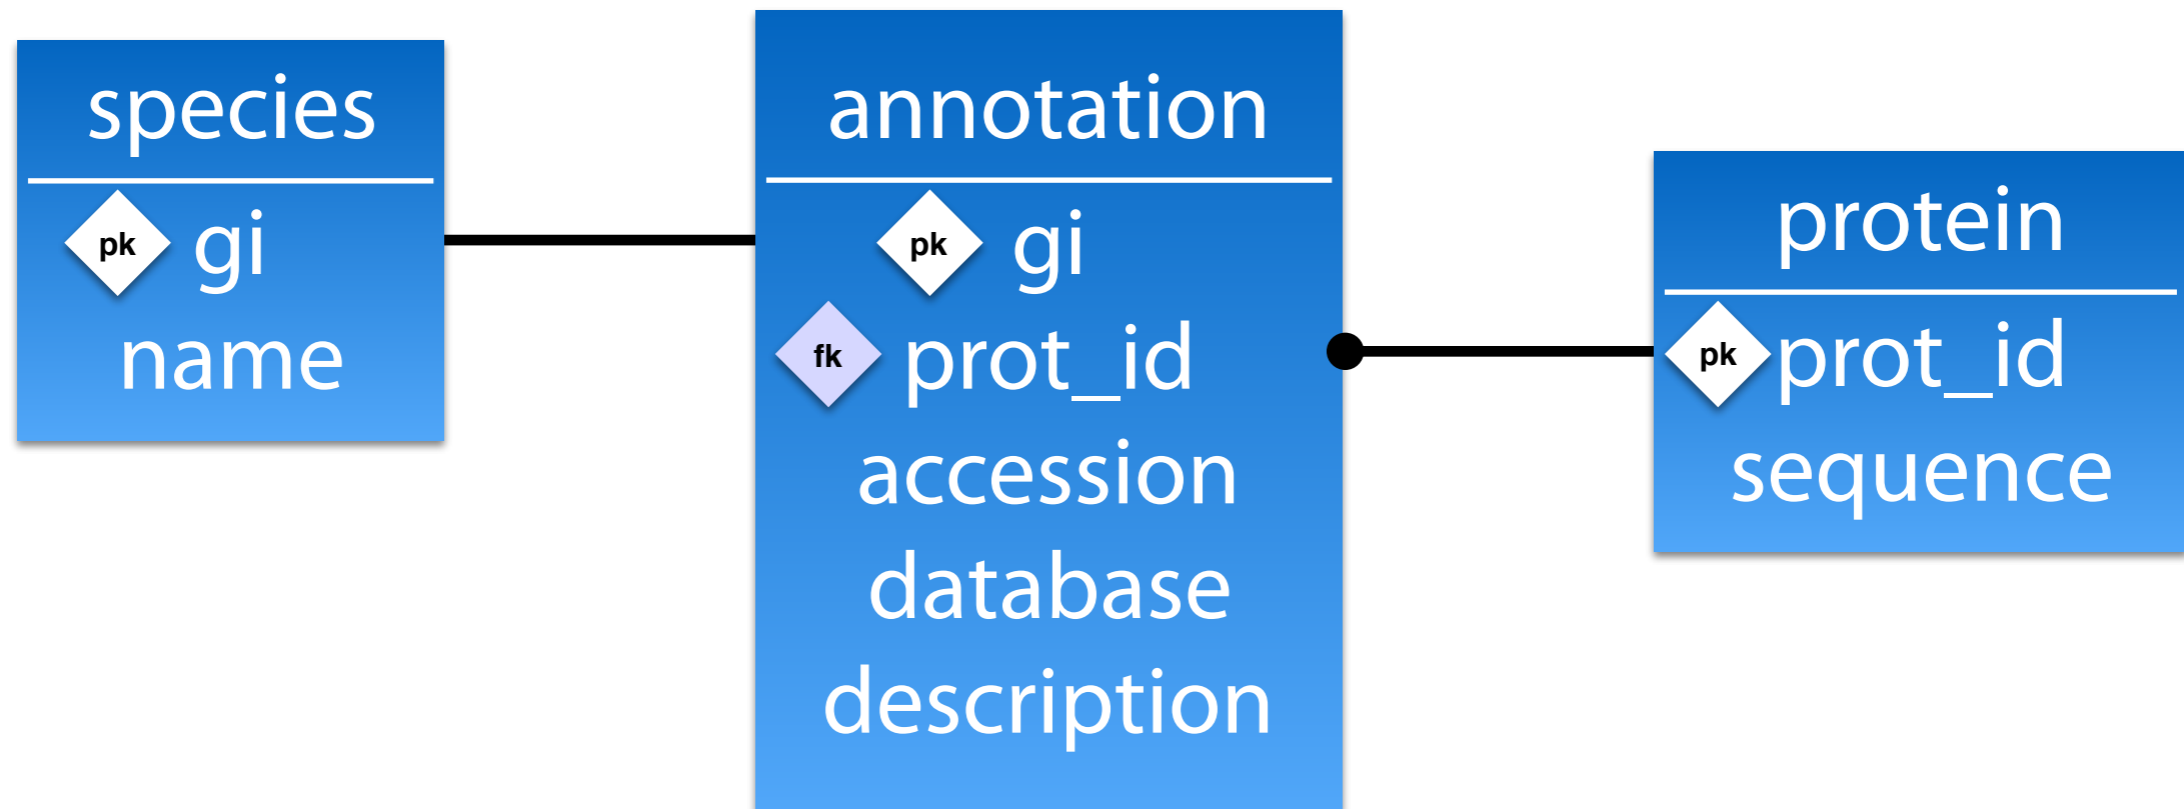 species
pk gi
name
annotation
pk gi
fk prot_id
accession
database
description
protein
pk prot_id
sequence